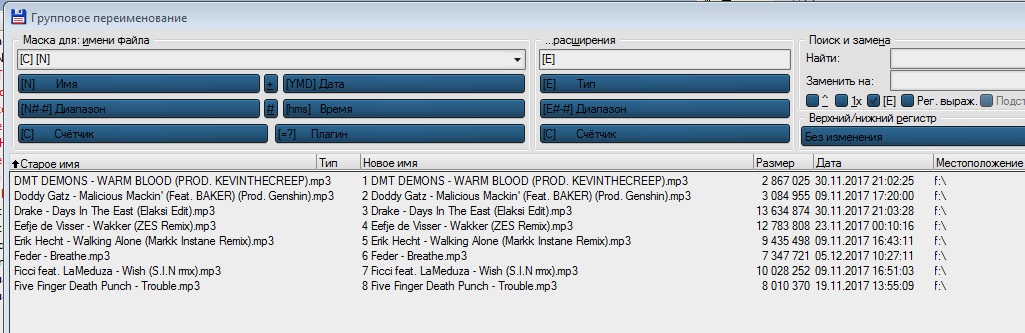 Групповое переименование
Маска для: имени файла
...расширения
Поиск и замена
[C] [N]
[E]
Найти:
[N] Имя
+
[YMD] Дата
[E] Тип
Заменить на:
[N#-#] Диапазон
#
[hms] Время
[E#-#] Диапазон
^ 1x [E] Рег. выраж. Подст
[C] Счётчик
[=?] Плагин
[C] Счётчик
Верхний/нижний регистр
Без изменения
Старое имя Тип Новое имя Размер Дата Местоположение
DMT DEMONS - WARM BLOOD (PROD. KEVINTHECREEP).mp3 1 DMT DEMONS - WARM BLOOD (PROD. KEVINTHECREEP).mp3 2 867 025 30.11.2017 21:02:25 f:\
Doddy Gatz - Malicious Mackin' (Feat. BAKER) (Prod. Genshin).mp3 2 Doddy Gatz - Malicious Mackin' (Feat. BAKER) (Prod. Genshin).mp3 3 084 955 09.11.2017 17:20:00 f:\
Drake - Days In The East (Elaksi Edit).mp3 3 Drake - Days In The East (Elaksi Edit).mp3 13 634 874 30.11.2017 21:03:28 f:\
Eefje de Visser - Wakker (ZES Remix).mp3 4 Eefje de Visser - Wakker (ZES Remix).mp3 12 783 808 23.11.2017 00:10:16 f:\
Erik Hecht - Walking Alone (Markk Instane Remix).mp3 5 Erik Hecht - Walking Alone (Markk Instane Remix).mp3 9 435 498 09.11.2017 16:43:11 f:\
Feder - Breathe.mp3 6 Feder - Breathe.mp3 7 347 721 05.12.2017 10:27:11 f:\
Ficci feat. LaMeduza - Wish (S.I.N rmx).mp3 7 Ficci feat. LaMeduza - Wish (S.I.N rmx).mp3 10 028 252 09.11.2017 16:51:03 f:\
Five Finger Death Punch - Trouble.mp3 8 Five Finger Death Punch - Trouble.mp3 8 010 370 19.11.2017 13:55:09 f:\